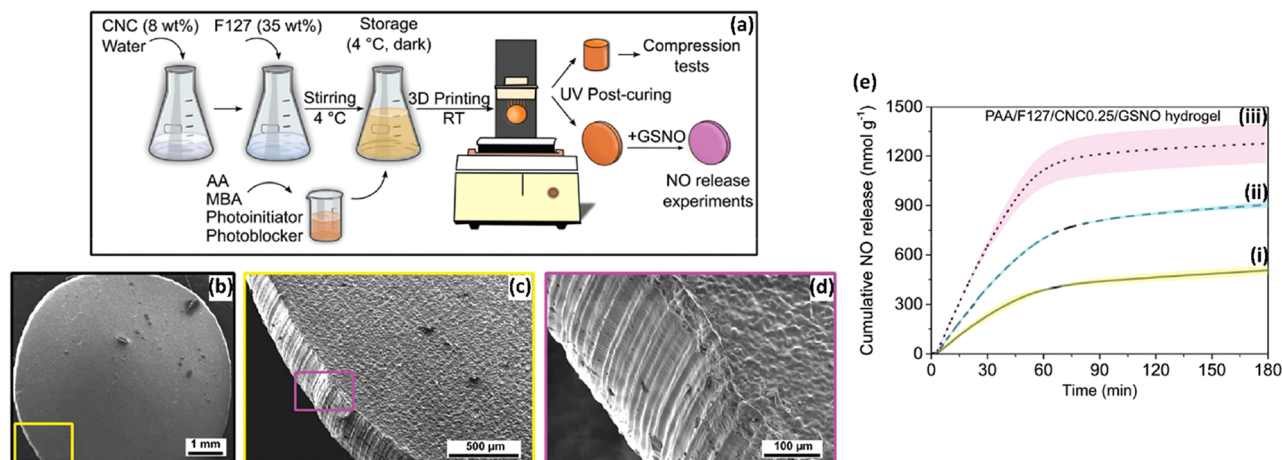 (a)
CNC (8 wt%)
Water
F127 (35 wt%)
Storage
(4 °C, dark)
Stirring
4 °C
3D Printing
RT
UV Post-curing
Compression
tests
+GSNO
NO release
experiments
AA
MBA
Photoinitiator
Photoblocker
(b)
1 mm
(c)
500 µm
(d)
100 µm
(e)
PAA/F127/CNC0.25/GSNO hydrogel
(iii)
(ii)
(i)
Cumulative NO release (nmol g⁻¹)
1500
1200
900
600
300
0
0 30 60 90 120 150 180
Time (min)